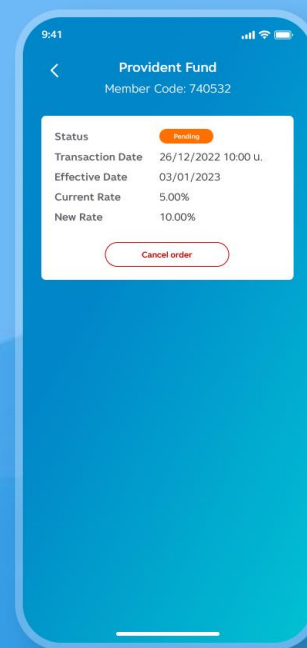 9:41
Provident Fund
Member Code: 740532
Status Pending
Transaction Date 26/12/2022 10:00 u.
Effective Date 03/01/2023
Current Rate 5.00%
New Rate 10.00%
Cancel order